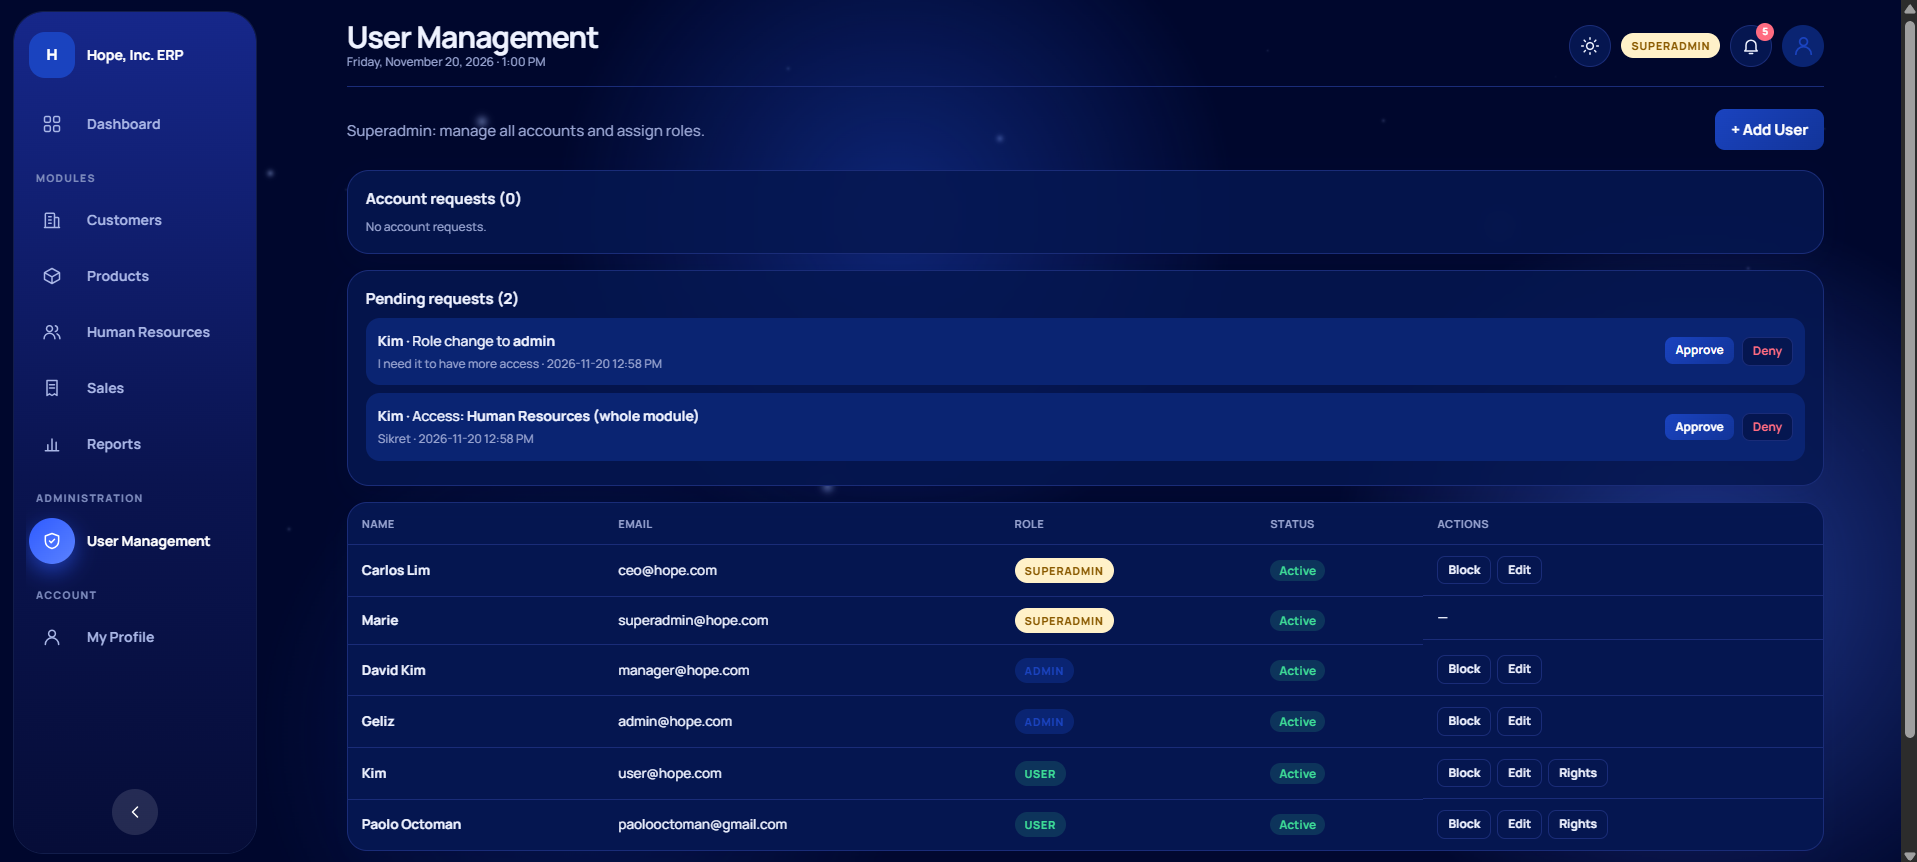 H Hope, Inc. ERP
Dashboard
MODULES
Customers
Products
Human Resources
Sales
Reports
ADMINISTRATION
User Management
ACCOUNT
My Profile
User Management
Friday, November 20, 2026 · 1:00 PM
SUPERADMIN
5
Superadmin: manage all accounts and assign roles.
+ Add User
Account requests (0)
No account requests.
Pending requests (2)
Kim · Role change to admin
I need it to have more access · 2026-11-20 12:58 PM
Approve Deny
Kim · Access: Human Resources (whole module)
Sikret · 2026-11-20 12:58 PM
Approve Deny
NAME EMAIL ROLE STATUS ACTIONS
Carlos Lim ceo@hope.com SUPERADMIN Active Block Edit
Marie superadmin@hope.com SUPERADMIN Active —
David Kim manager@hope.com ADMIN Active Block Edit
Geliz admin@hope.com ADMIN Active Block Edit
Kim user@hope.com USER Active Block Edit Rights
Paolo Octoman paolooctoman@gmail.com USER Active Block Edit Rights